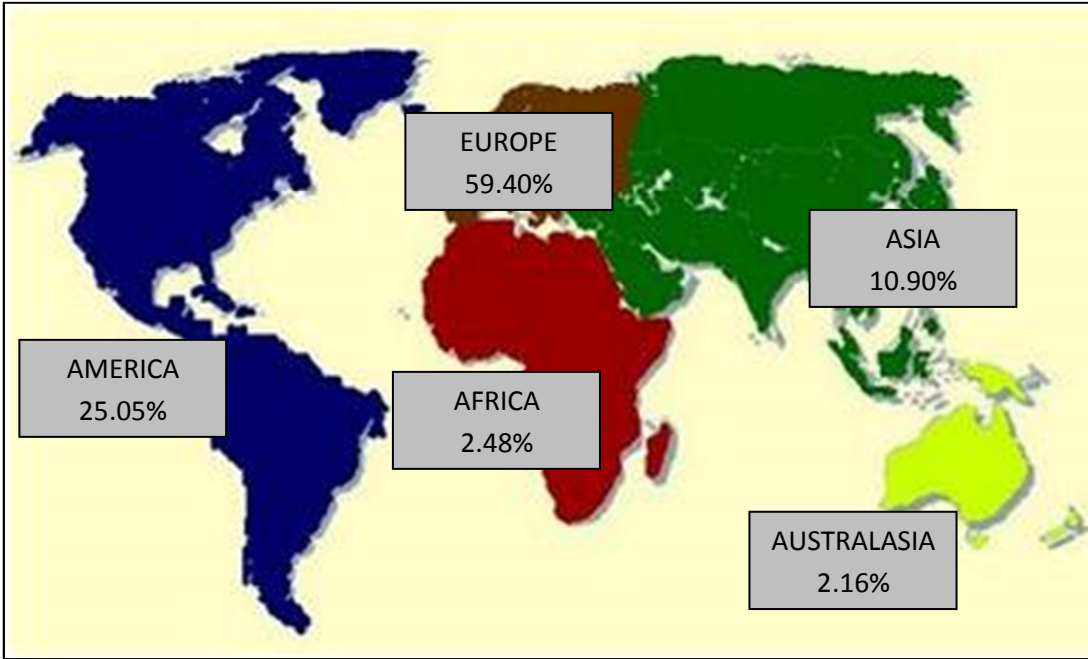 EUROPE
59.40%
ASIA
10.90%
AMERICA
25.05%
AFRICA
2.48%
AUSTRALASIA
2.16%